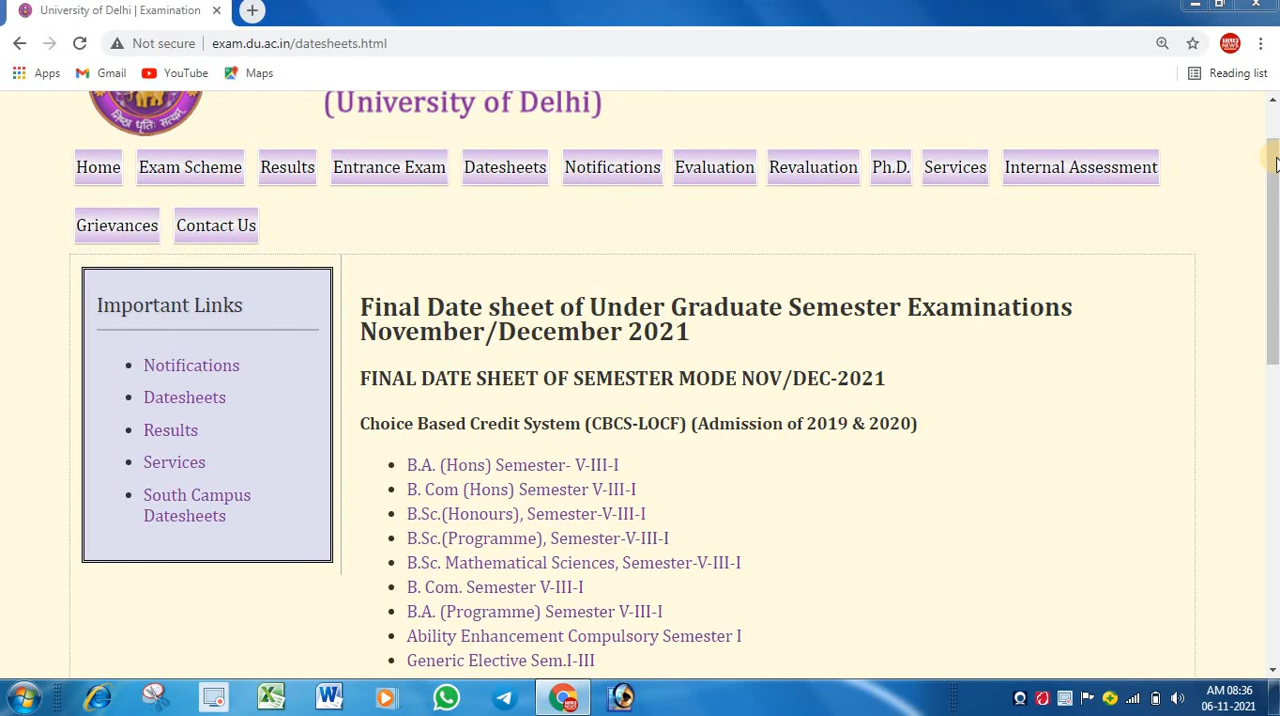 University of Delhi | Examination
Not secure exam.du.ac.in/datesheets.html
Apps Gmail YouTube Maps Reading list
निष्ठा धृतिः सत्यम्
(University of Delhi)
Home Exam Scheme Results Entrance Exam Datesheets Notifications Evaluation Revaluation Ph.D. Services Internal Assessment
Grievances Contact Us
Important Links
Notifications
Datesheets
Results
Services
South Campus
Datesheets
Final Date sheet of Under Graduate Semester Examinations
November/December 2021
FINAL DATE SHEET OF SEMESTER MODE NOV/DEC-2021
Choice Based Credit System (CBCS-LOCF) (Admission of 2019 & 2020)
B.A. (Hons) Semester- V-III-I
B. Com (Hons) Semester V-III-I
B.Sc.(Honours), Semester-V-III-I
B.Sc.(Programme), Semester-V-III-I
B.Sc. Mathematical Sciences, Semester-V-III-I
B. Com. Semester V-III-I
B.A. (Programme) Semester V-III-I
Ability Enhancement Compulsory Semester I
Generic Elective Sem.I-III
AM 08:36
06-11-2021